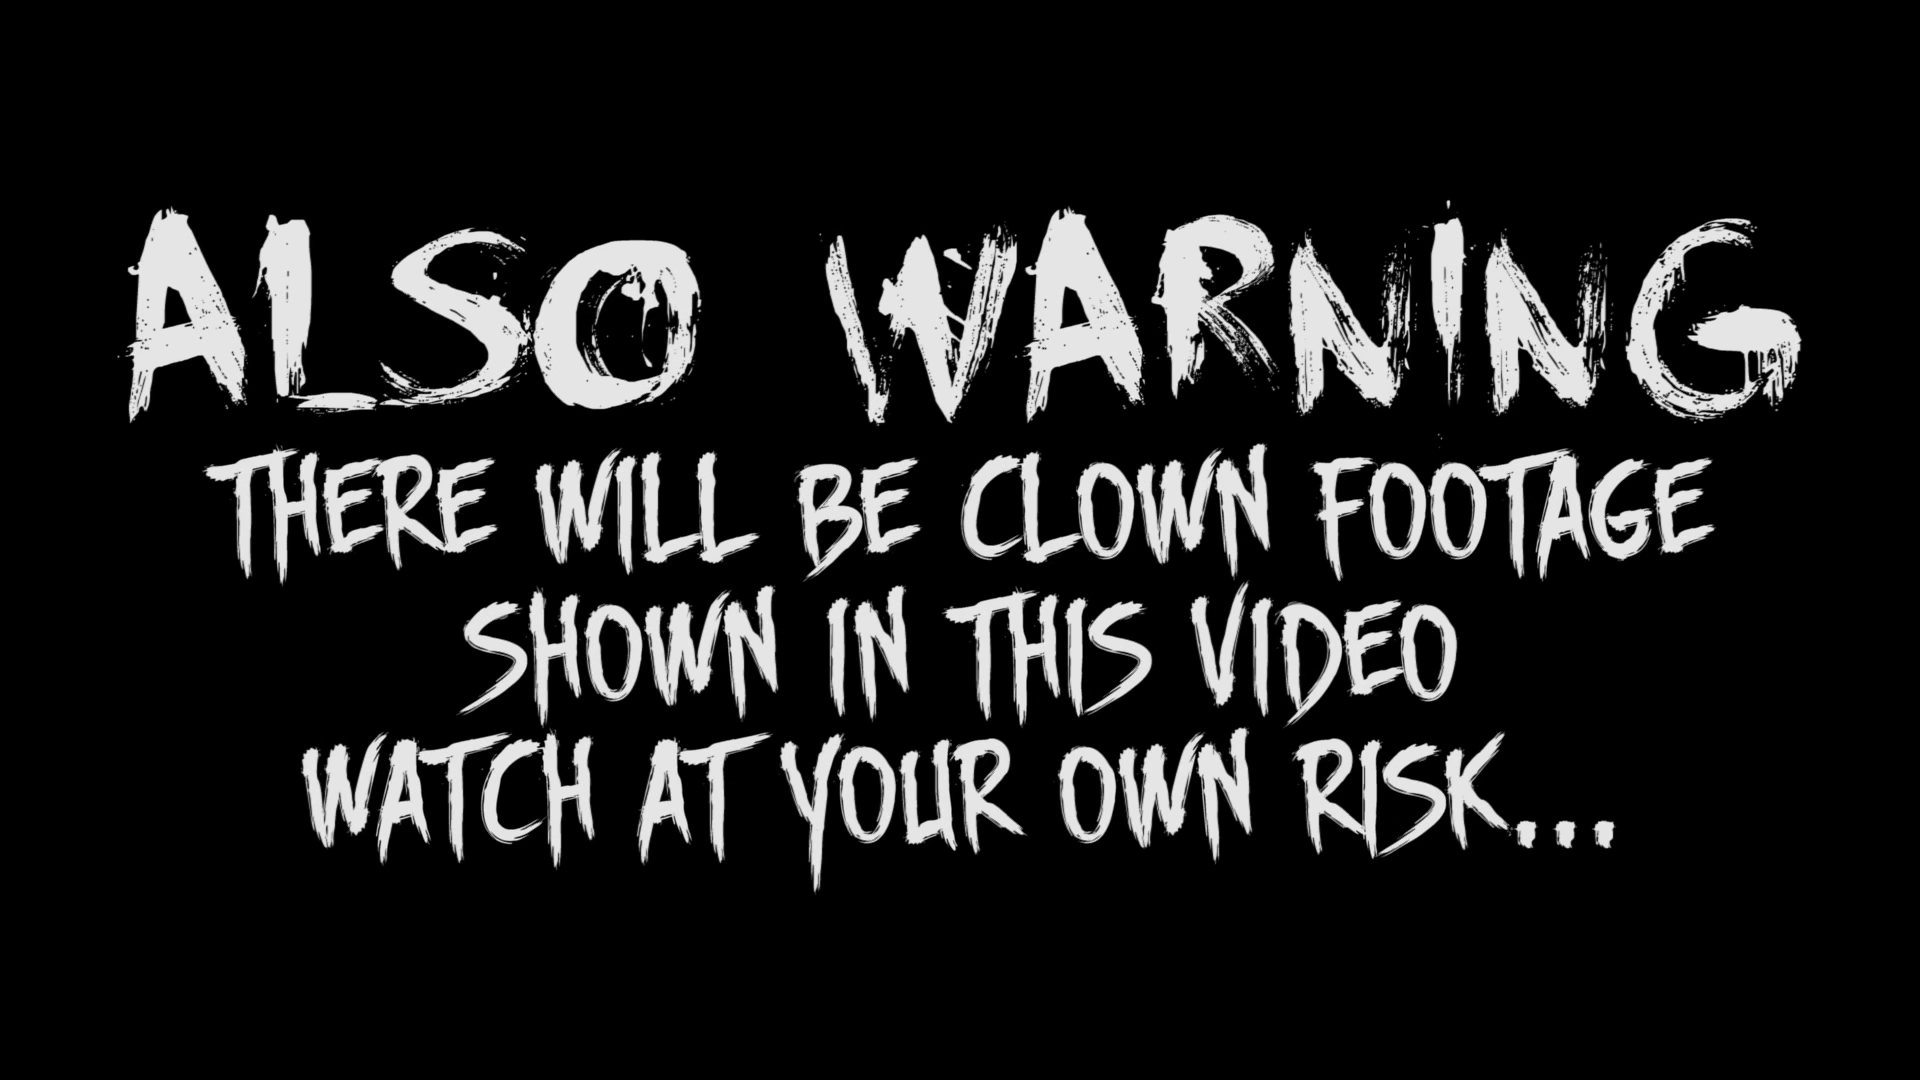 ALSO WARNING
THERE WILL BE CLOWN FOOTAGE
SHOWN IN THIS VIDEO
WATCH AT YOUR OWN RISK...